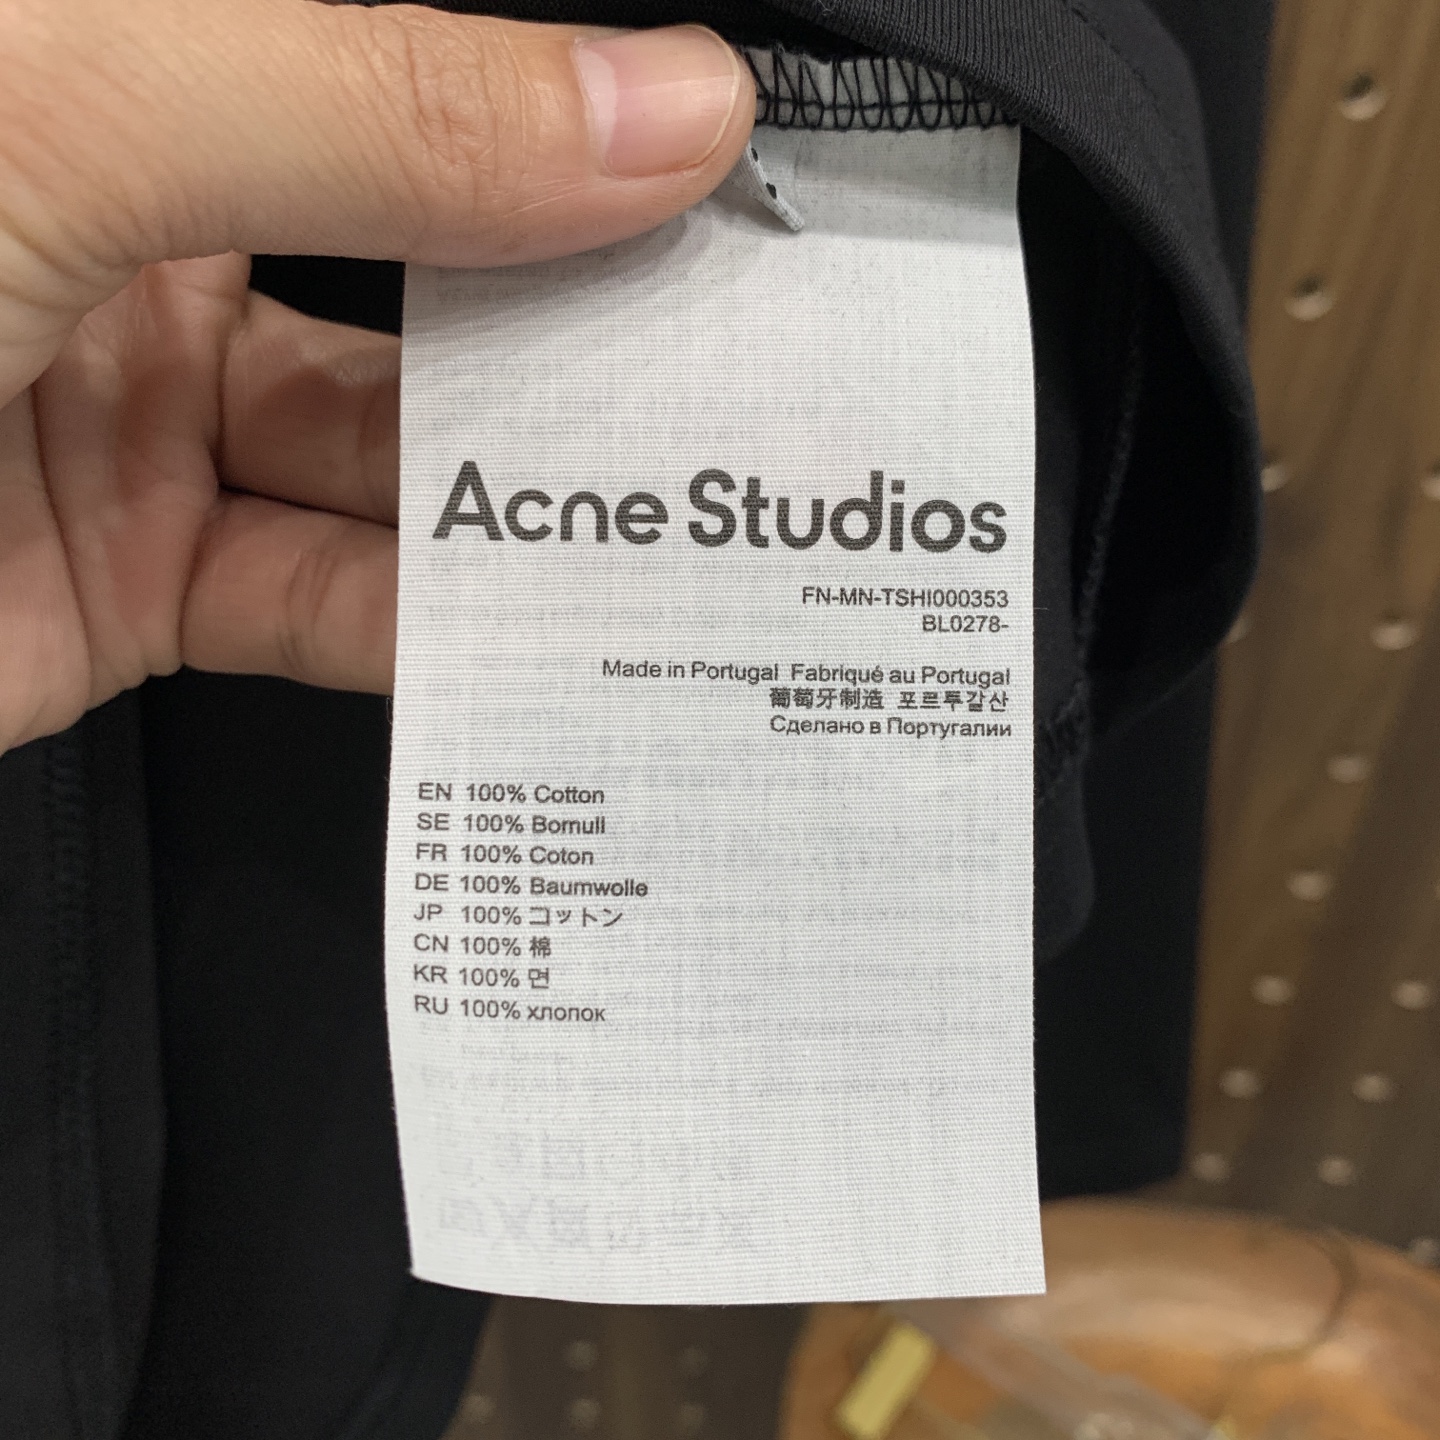 Acne Studios
FN-MN-TSHI000353
BL0278-
Made in Portugal Fabriqué au Portugal
葡萄牙制造 포르투갈산
Сделано в Португалии
EN 100% Cotton
SE 100% Bomull
FR 100% Coton
DE 100% Baumwolle
JP 100% コットン
CN 100% 棉
KR 100% 면
RU 100% хлопок